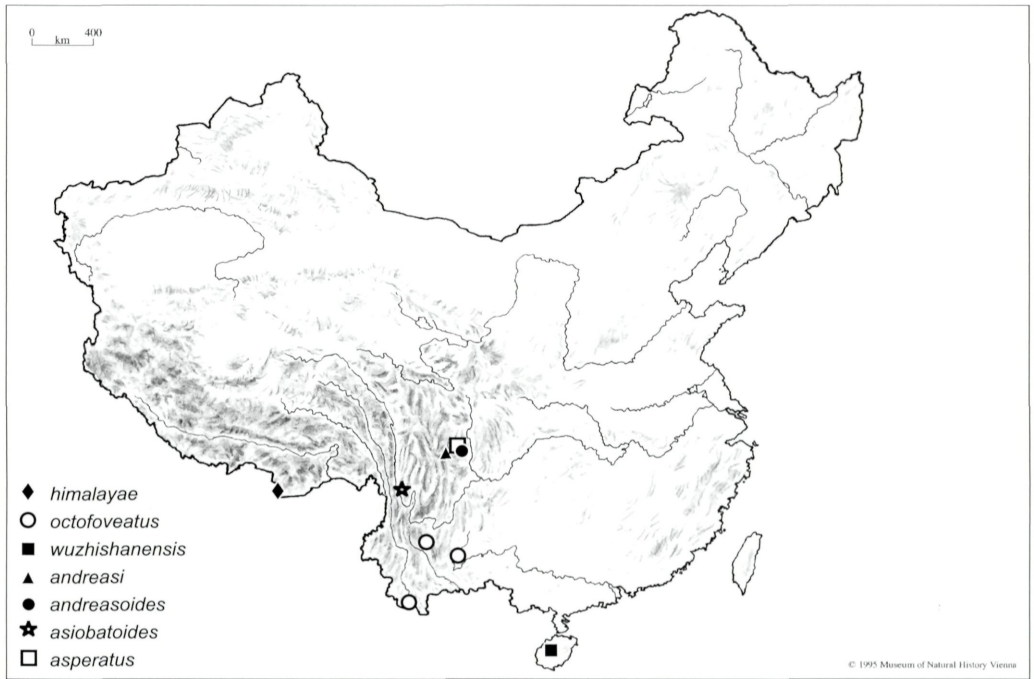 0 400
km
himalayae
octofoveatus
wuzhishanensis
andreasi
andreasoides
asiobatoides
asperatus
© 1995 Museum of Natural History Vienna